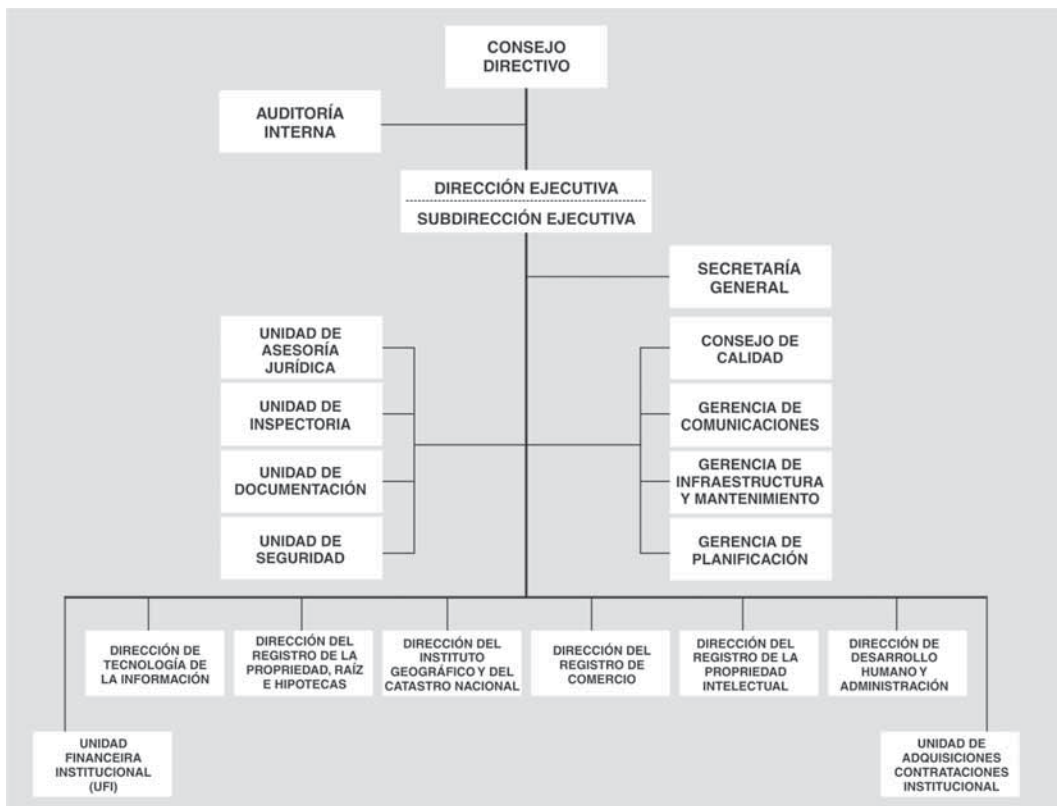 CONSEJO
DIRECTIVO
AUDITORÍA
INTERNA
DIRECCIÓN EJECUTIVA
SUBDIRECCIÓN EJECUTIVA
SECRETARÍA
GENERAL
UNIDAD DE
ASESORÍA
JURÍDICA
UNIDAD DE
INSPECTORIA
UNIDAD DE
DOCUMENTACIÓN
UNIDAD DE
SEGURIDAD
CONSEJO DE
CALIDAD
GERENCIA DE
COMUNICACIONES
GERENCIA DE
INFRAESTRUCTURA
Y MANTENIMIENTO
GERENCIA DE
PLANIFICACIÓN
DIRECCIÓN DE
TECNOLOGÍA DE
LA INFORMACIÓN
DIRECCIÓN DEL
REGISTRO DE LA
PROPRIEDAD, RAÍZ
E HIPOTECAS
DIRECCIÓN DEL
INSTITUTO
GEOGRÁFICO Y DEL
CATASTRO NACIONAL
DIRECCIÓN DEL
REGISTRO DE
COMERCIO
DIRECCIÓN DEL
REGISTRO DE LA
PROPRIEDAD
INTELECTUAL
DIRECCIÓN DE
DESARROLLO
HUMANO Y
ADMINISTRACIÓN
UNIDAD
FINANCEIRA
INSTITUCIONAL
(UFI)
UNIDAD DE
ADQUISICIONES
CONTRATACIONES
INSTITUCIONAL